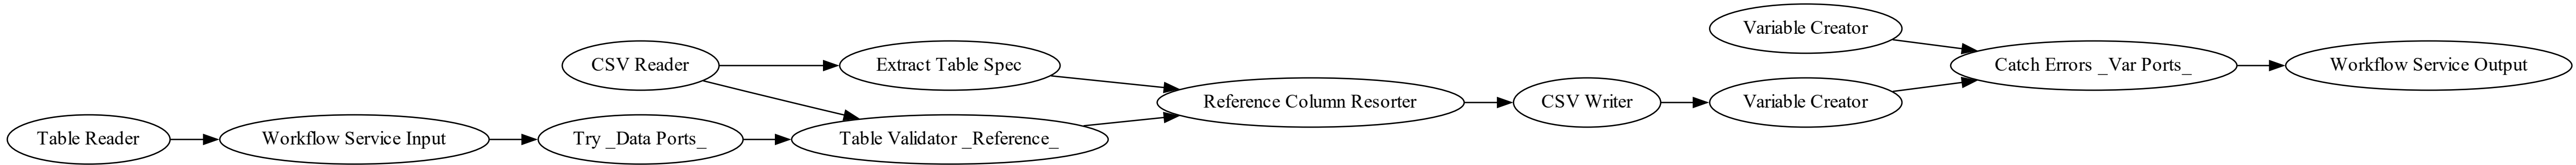 Variable Creator
CSV Reader
Extract Table Spec
Catch Errors _Var Ports_
Workflow Service Output
Reference Column Resorter
CSV Writer
Variable Creator
Table Reader
Workflow Service Input
Try _Data Ports_
Table Validator _Reference_